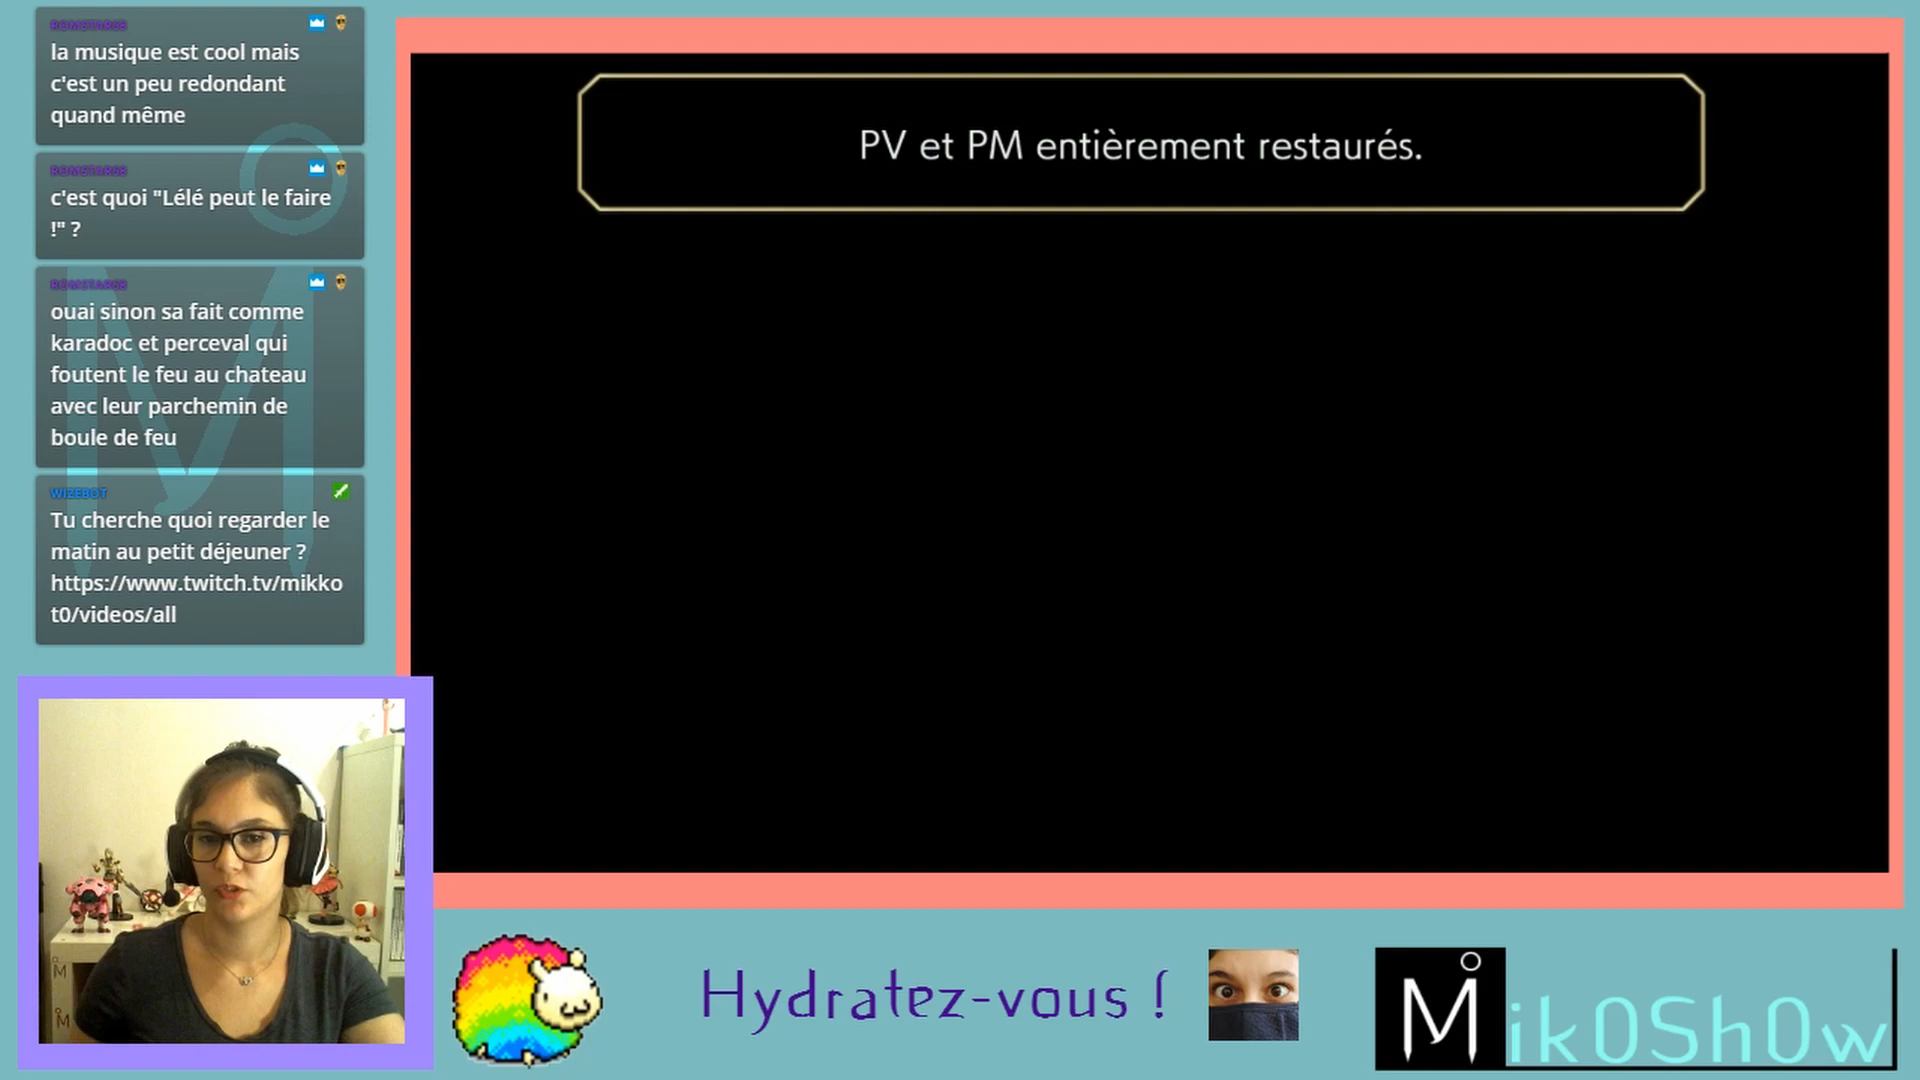 ROMSTAR68
la musique est cool mais
c'est un peu redondant
quand même
ROMSTAR68
c'est quoi "Lélé peut le faire
!" ?
ROMSTAR68
ouai sinon sa fait comme
karadoc et perceval qui
foutent le feu au chateau
avec leur parchemin de
boule de feu
WIZEBOT
Tu cherche quoi regarder le
matin au petit déjeuner ?
https://www.twitch.tv/mikko
t0/videos/all
PV et PM entièrement restaurés.
Hydratez-vous !
Mik0Sh0w